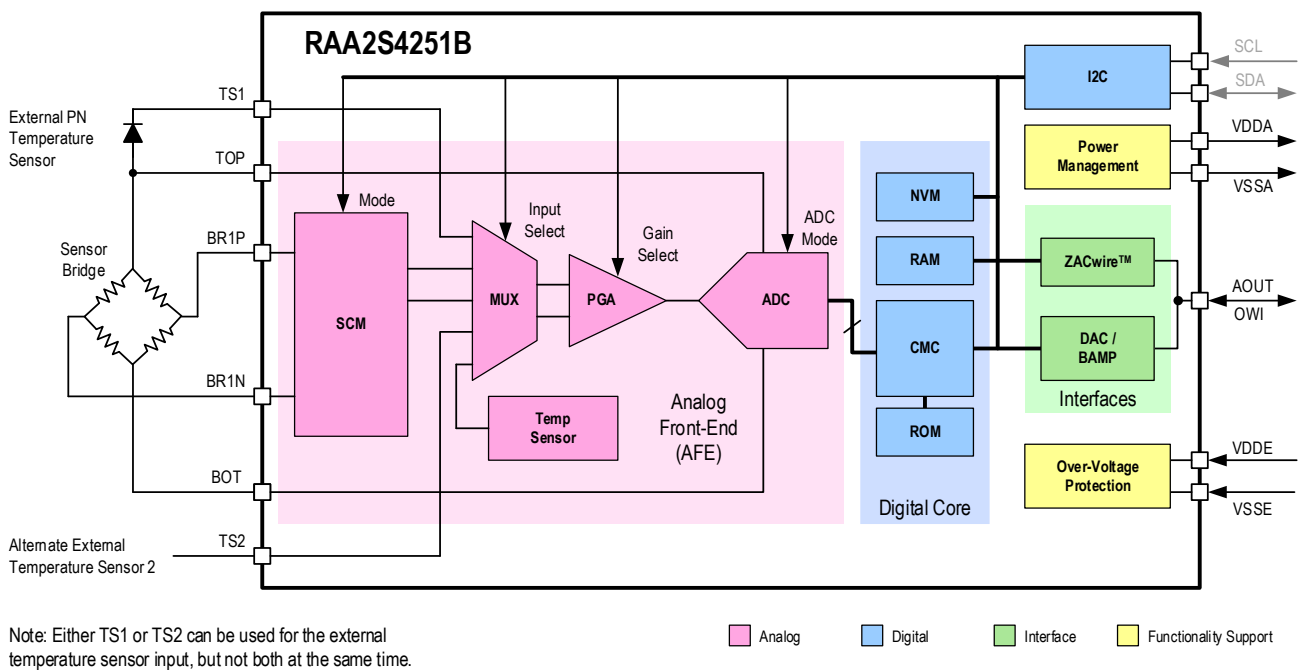 RAA2S4251B
SCL
I2C
SDA
TS1
External PN
Temperature
Sensor
VDDA
Power
Management
TOP
VSSA
Mode
Input
Select
Gain
Select
ADC
Mode
NVM
BR1P
Sensor
Bridge
RAM
ZACwire™
SCM
MUX
PGA
ADC
CMC
AOUT
OWI
DAC /
BAMP
BR1N
Interfaces
Temp
Sensor
Analog
Front-End
(AFE)
ROM
BOT
VDDE
Over-Voltage
Protection
VSSE
Digital Core
TS2
Alternate External
Temperature Sensor 2
Note: Either TS1 or TS2 can be used for the external
temperature sensor input, but not both at the same time.
Analog
Digital
Interface
Functionality Support